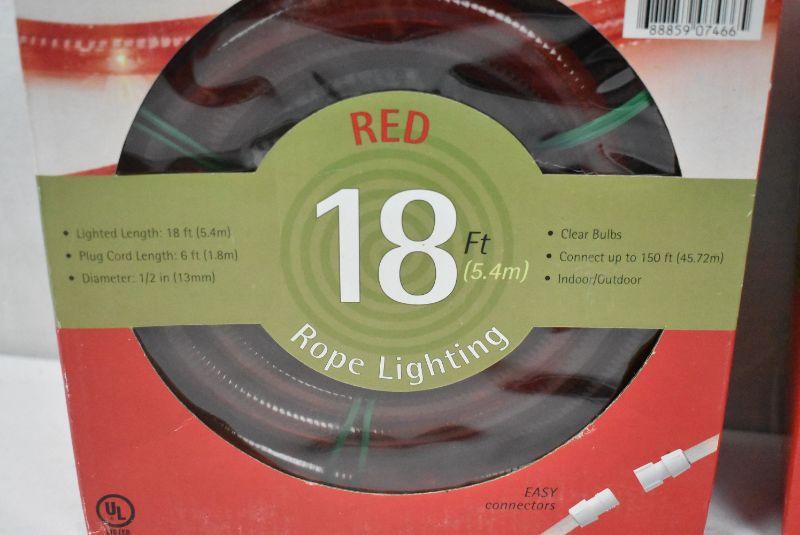 88859 07466
RED
18 Ft
(5.4m)
Rope Lighting
• Lighted Length: 18 ft (5.4m)
• Plug Cord Length: 6 ft (1.8m)
• Diameter: 1/2 in (13mm)
• Clear Bulbs
• Connect up to 150 ft (45.72m)
• Indoor/Outdoor
EASY
connectors
UL
LISTED